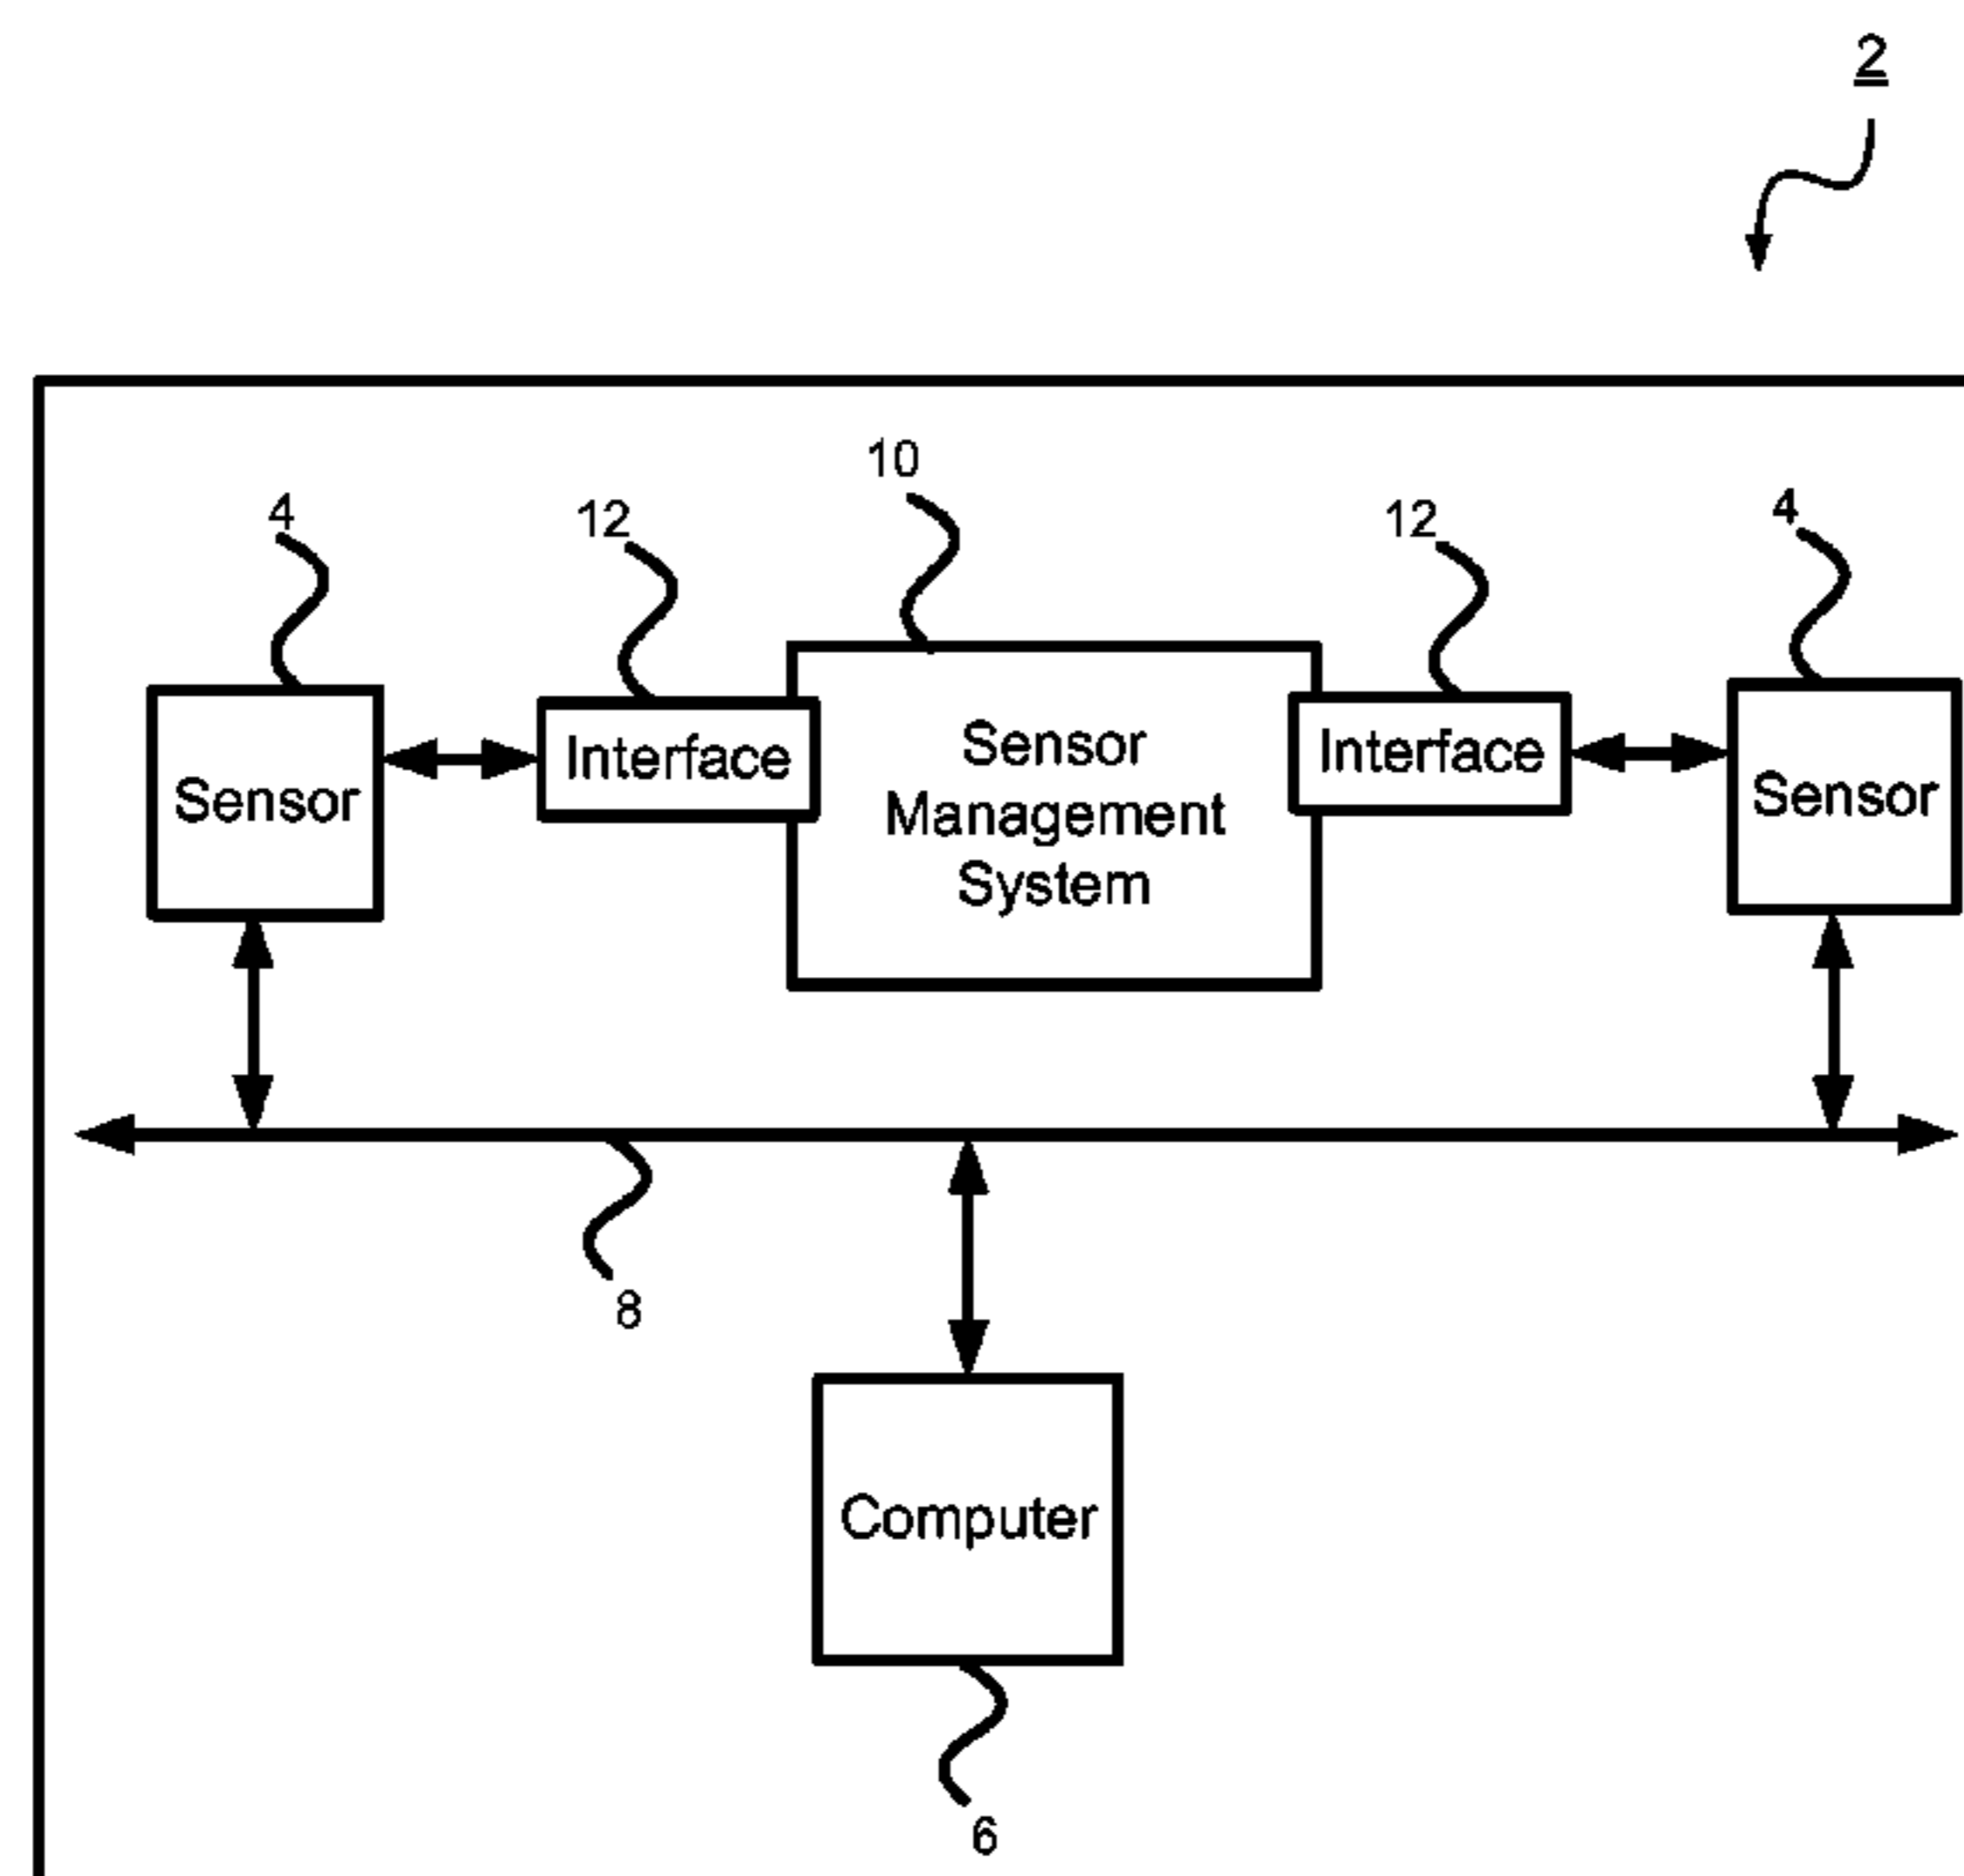 2
10
4
12
12
4
Sensor
Interface
Sensor
Management
System
Interface
Sensor
8
Computer
6